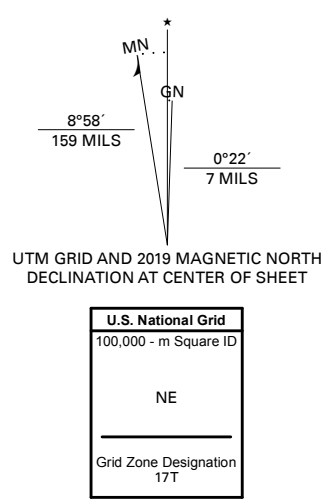 ★
MN
GN
8°58´
159 MILS
0°22´
7 MILS
UTM GRID AND 2019 MAGNETIC NORTH
DECLINATION AT CENTER OF SHEET
U.S. National Grid
100,000 - m Square ID
NE
Grid Zone Designation
17T